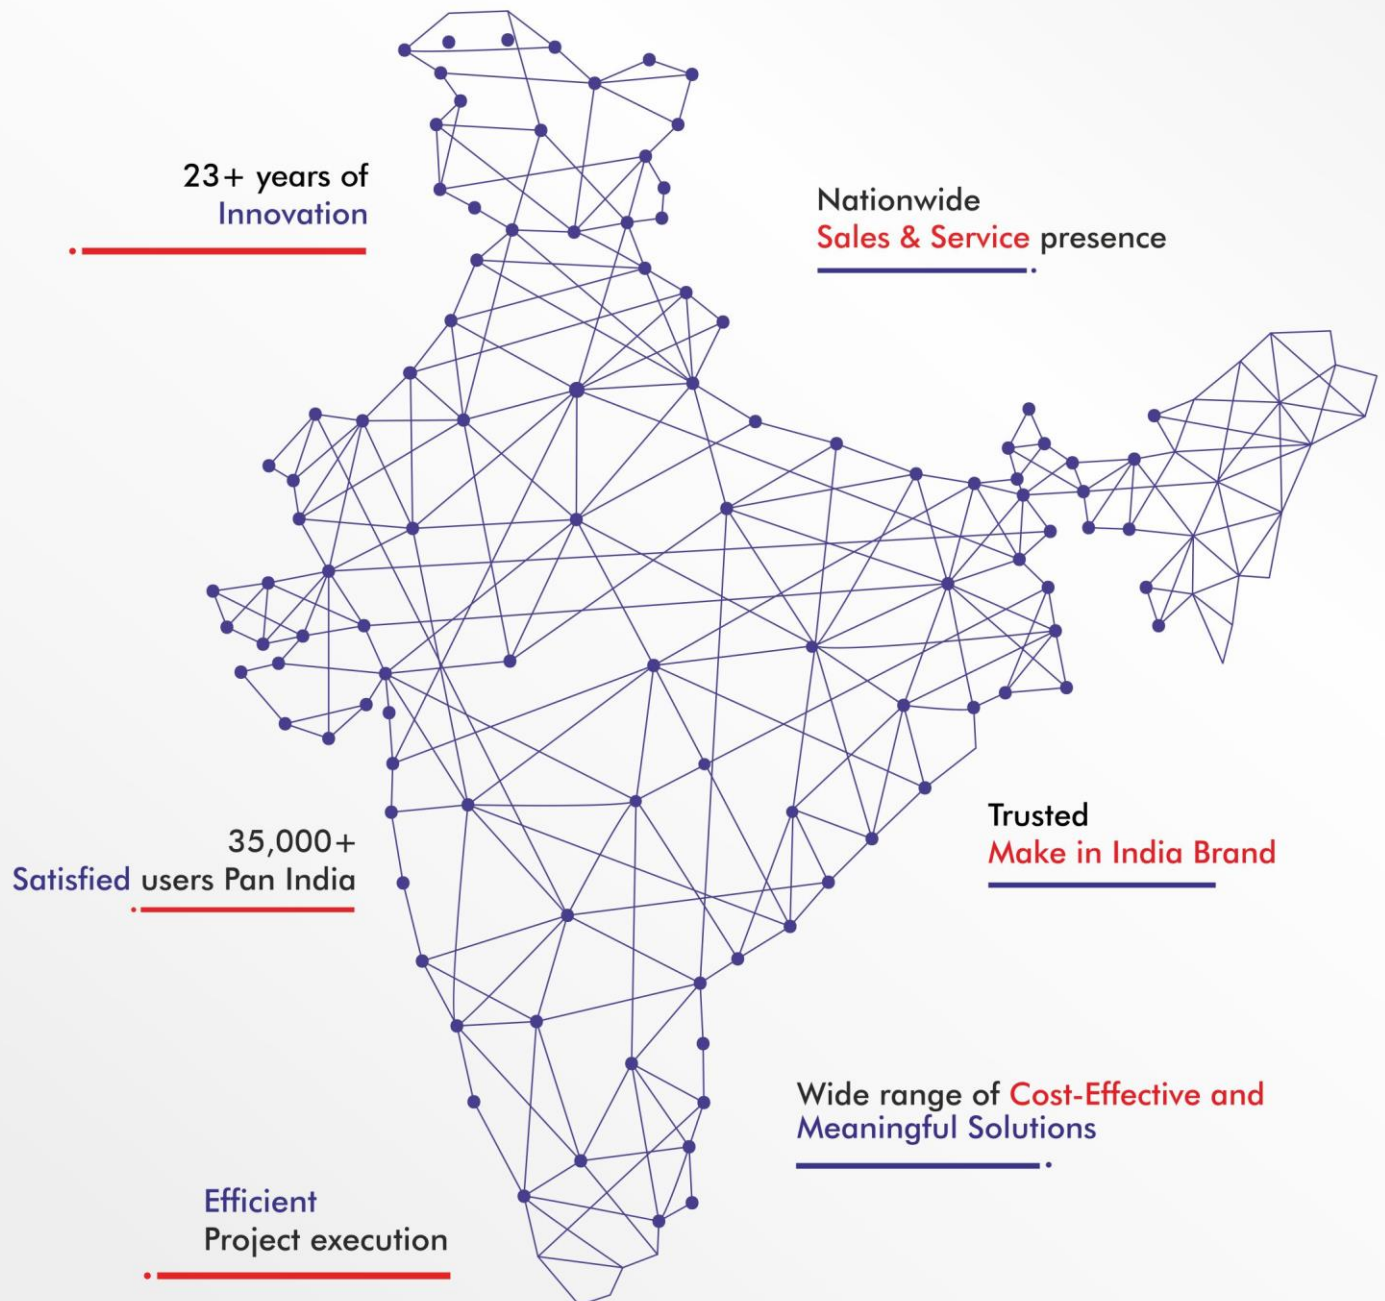 23+ years of
Innovation
Nationwide
Sales & Service presence
35,000+
Satisfied users Pan India
Trusted
Make in India Brand
Wide range of Cost-Effective and
Meaningful Solutions
Efficient
Project execution